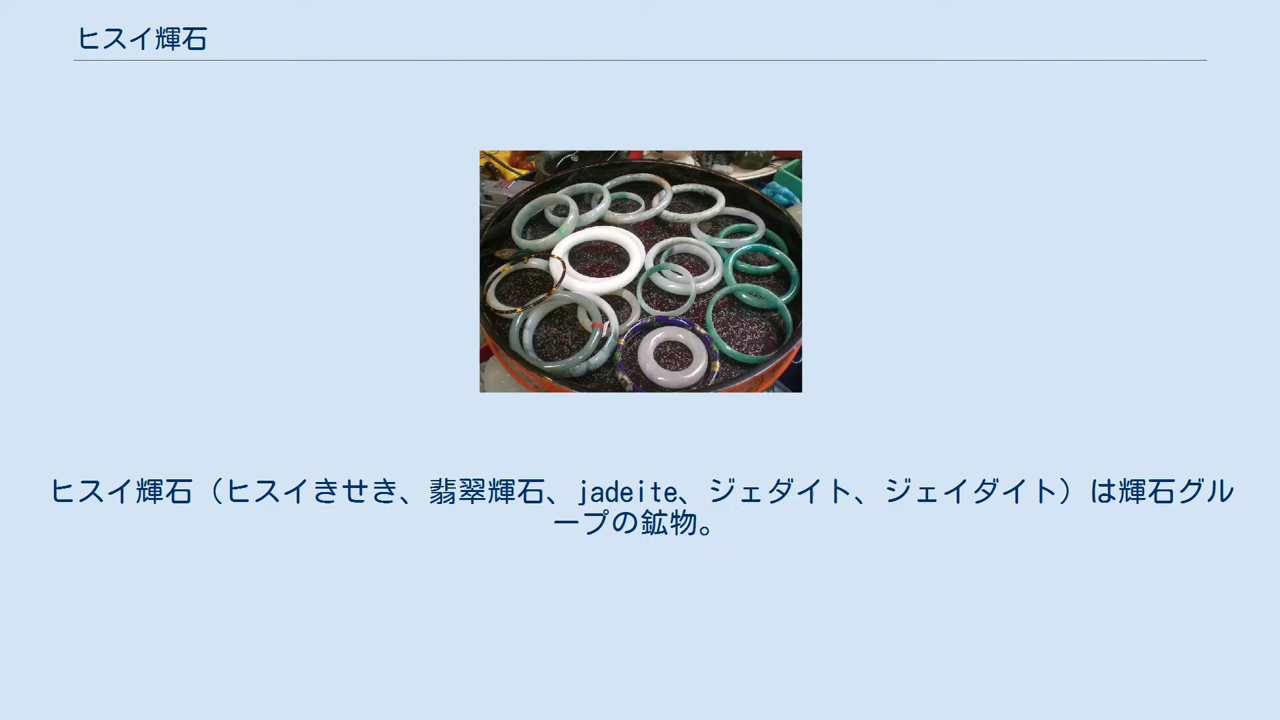 ヒスイ輝石
ヒスイ輝石（ヒスイきせき、翡翠輝石、jadeite、ジェダイト、ジェイダイト）は輝石グル
ープの鉱物。